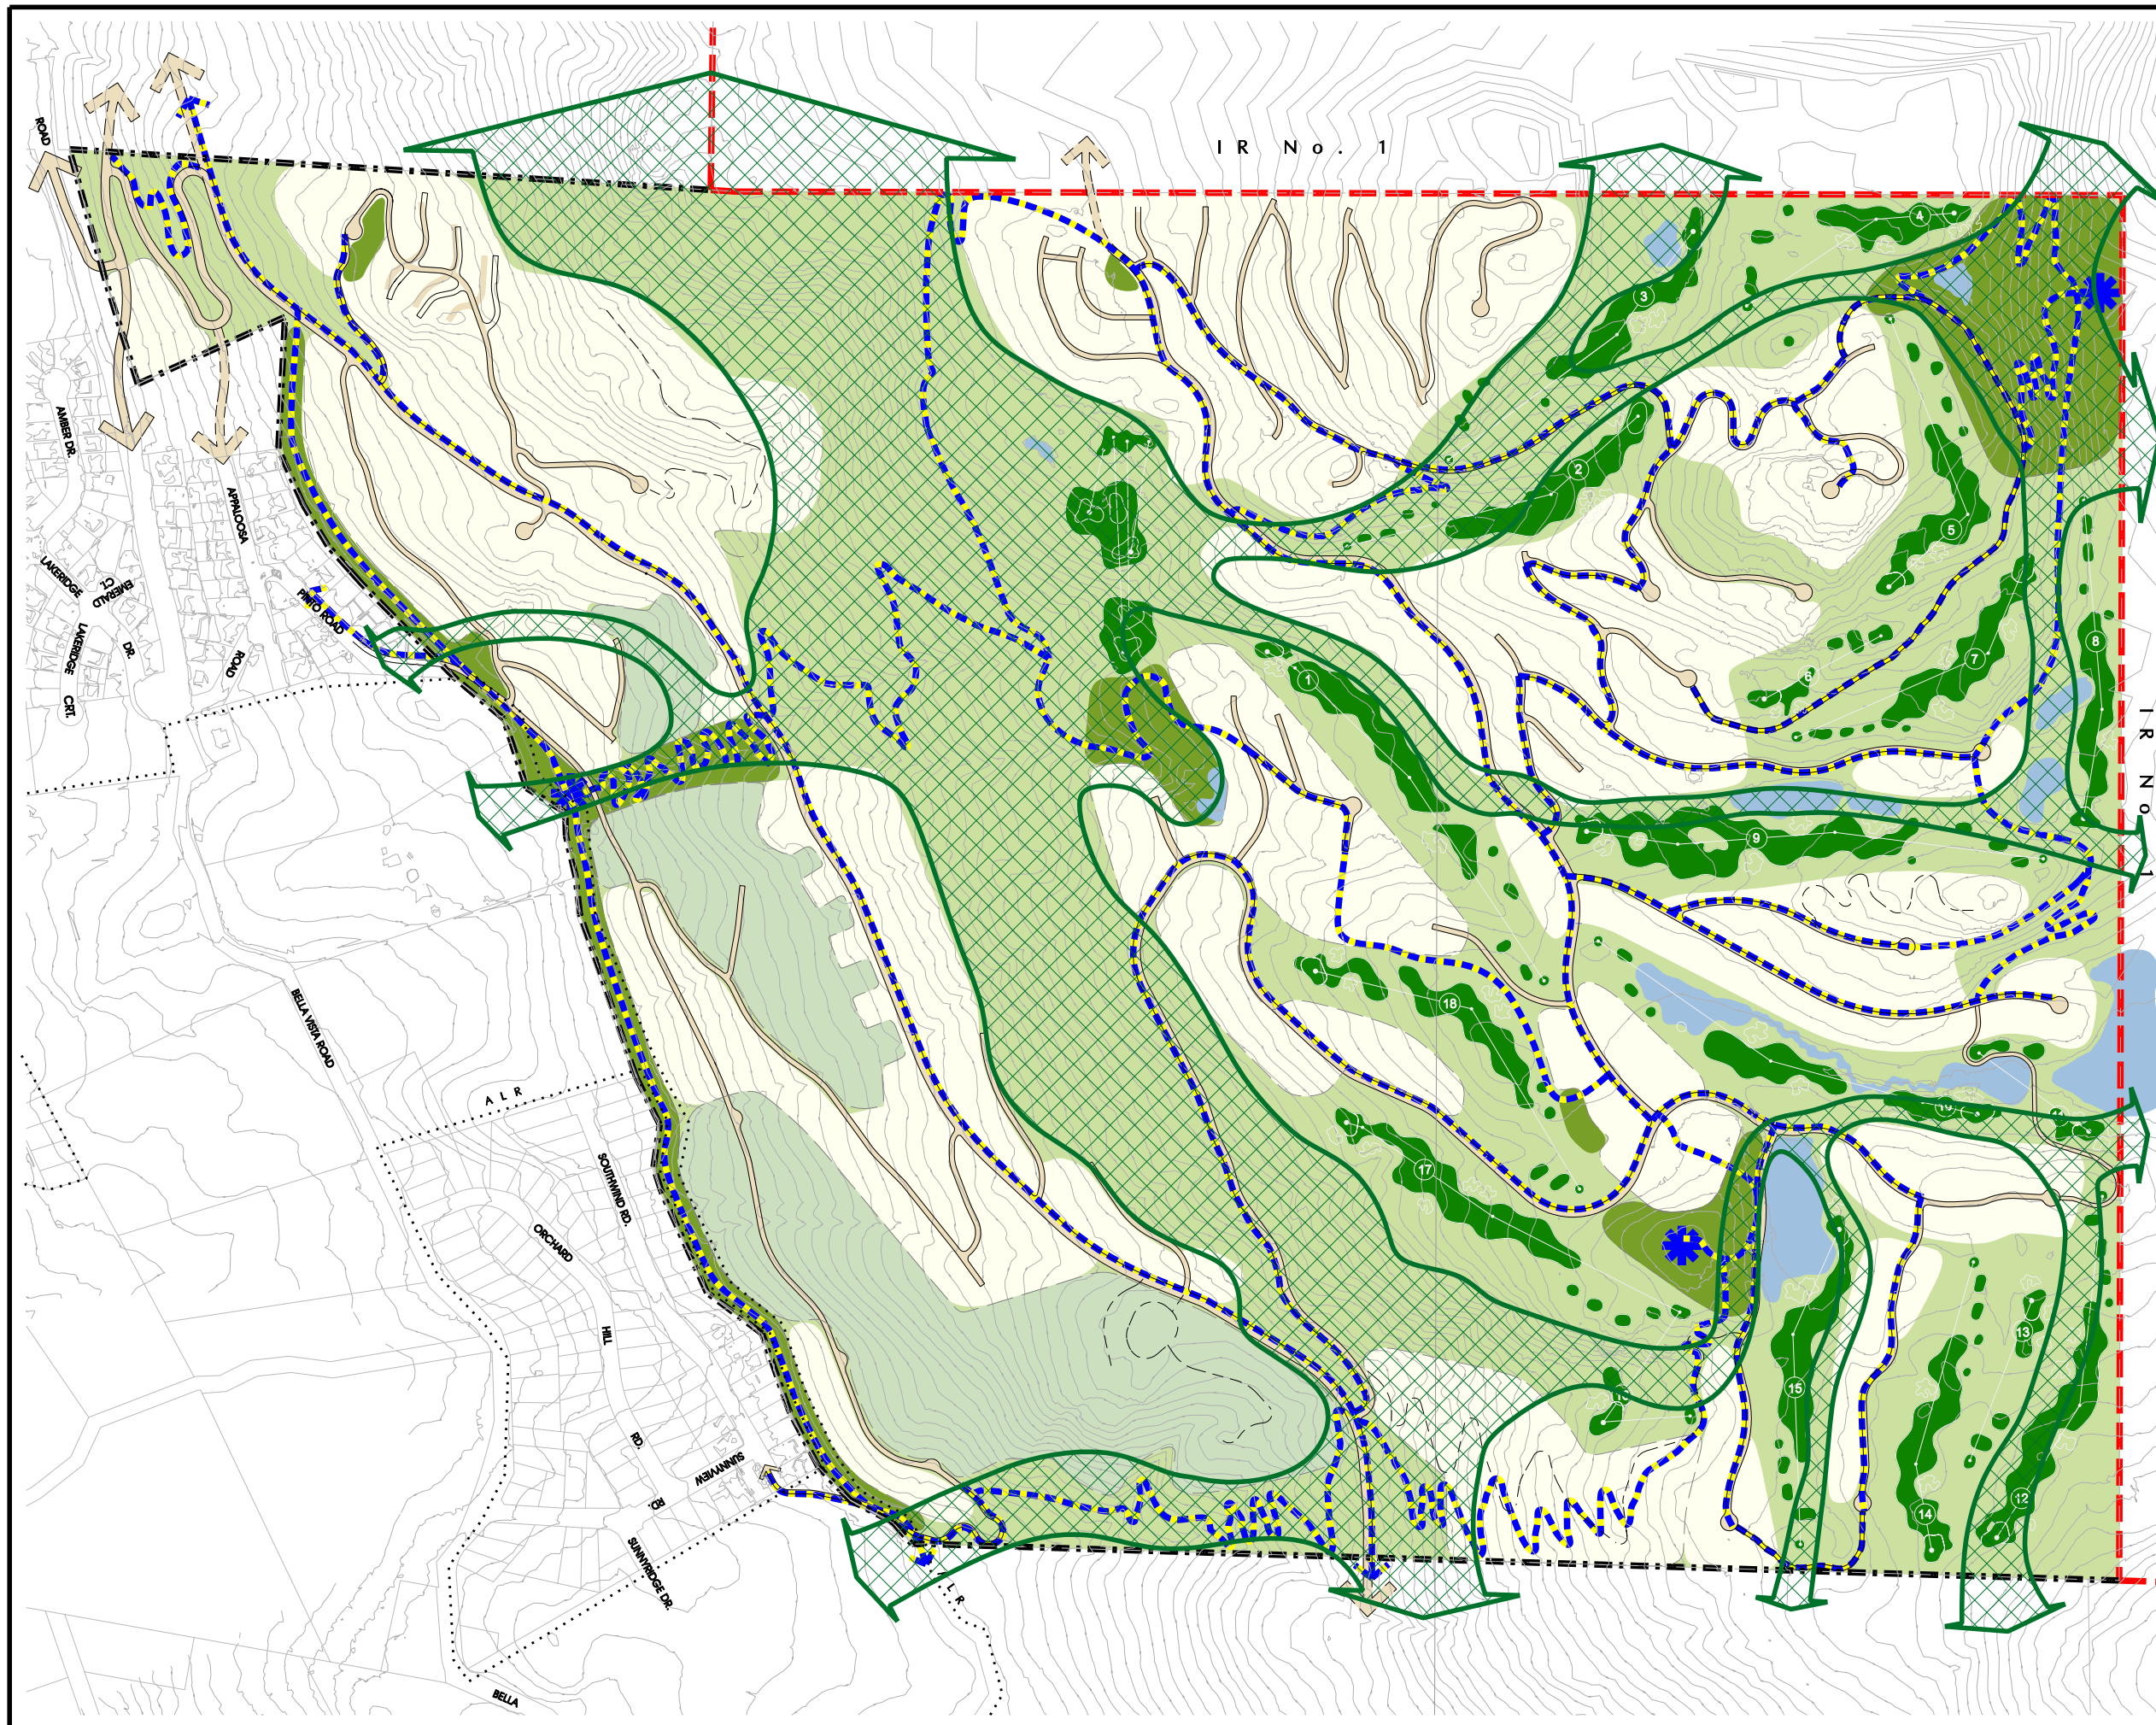 IR No. 1
ROAD
4
3
2
AMBER DR.
APPALOOSA
5
LAKERIDGE
EMERALD
CT.
PINTO ROAD
LAKERIDGE
DR.
ROAD
CRT.
8
7
6
1
IR No. 1
9
BELLA VISTA ROAD
18
ALR
10
SOUTHWIND RD.
17
ORCHARD
HILL
13
15
16
RD.
SUNNYVIEW
RD.
12
14
SUNNYRIDGE DR.
ALR
BELLA